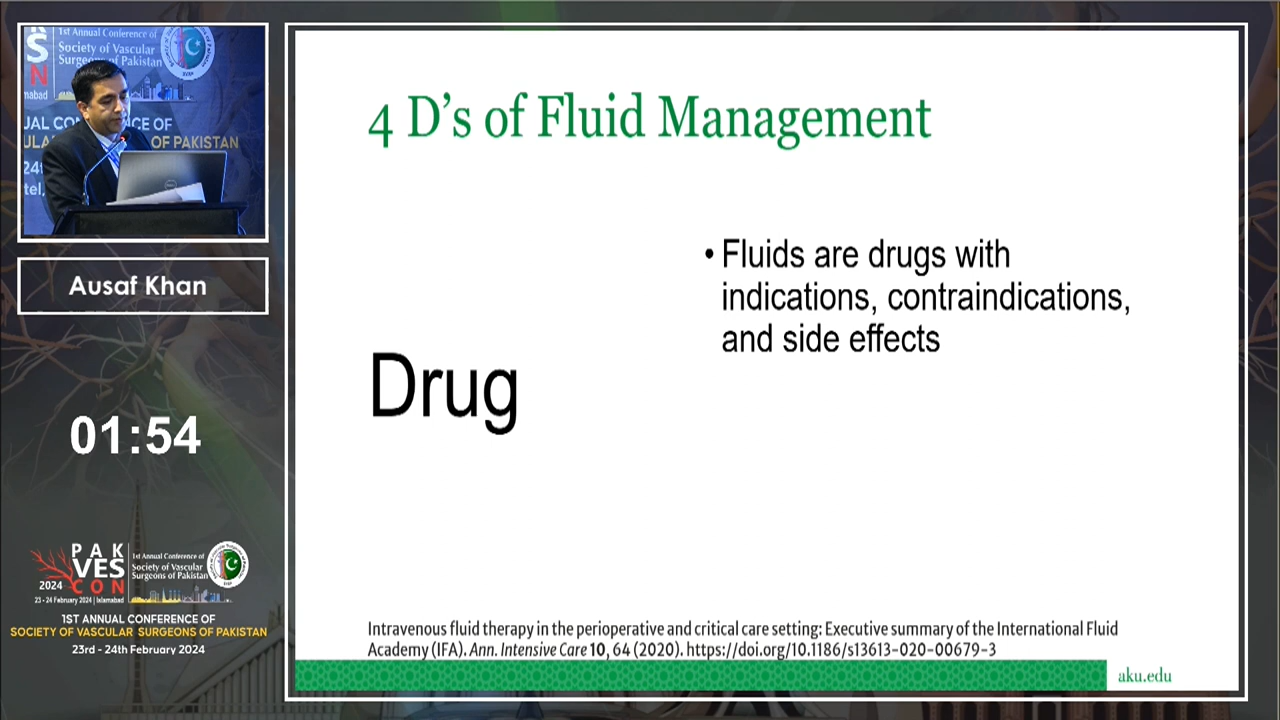 S
N
1st Annual Conference of
Society of Vascular
Surgeons of Pakistan
OF PAKISTAN
Ausaf Khan
01:54
PAK
VES
CON
2024
23 - 24 February 2024 | Islamabad
1st Annual Conference of
Society of Vascular
Surgeons of Pakistan
1ST ANNUAL CONFERENCE OF
SOCIETY OF VASCULAR SURGEONS OF PAKISTAN
23rd - 24th February 2024
4 D's of Fluid Management
Drug
• Fluids are drugs with
indications, contraindications,
and side effects
Intravenous fluid therapy in the perioperative and critical care setting: Executive summary of the International Fluid
Academy (IFA). Ann. Intensive Care 10, 64 (2020). https://doi.org/10.1186/s13613-020-00679-3
aku.edu